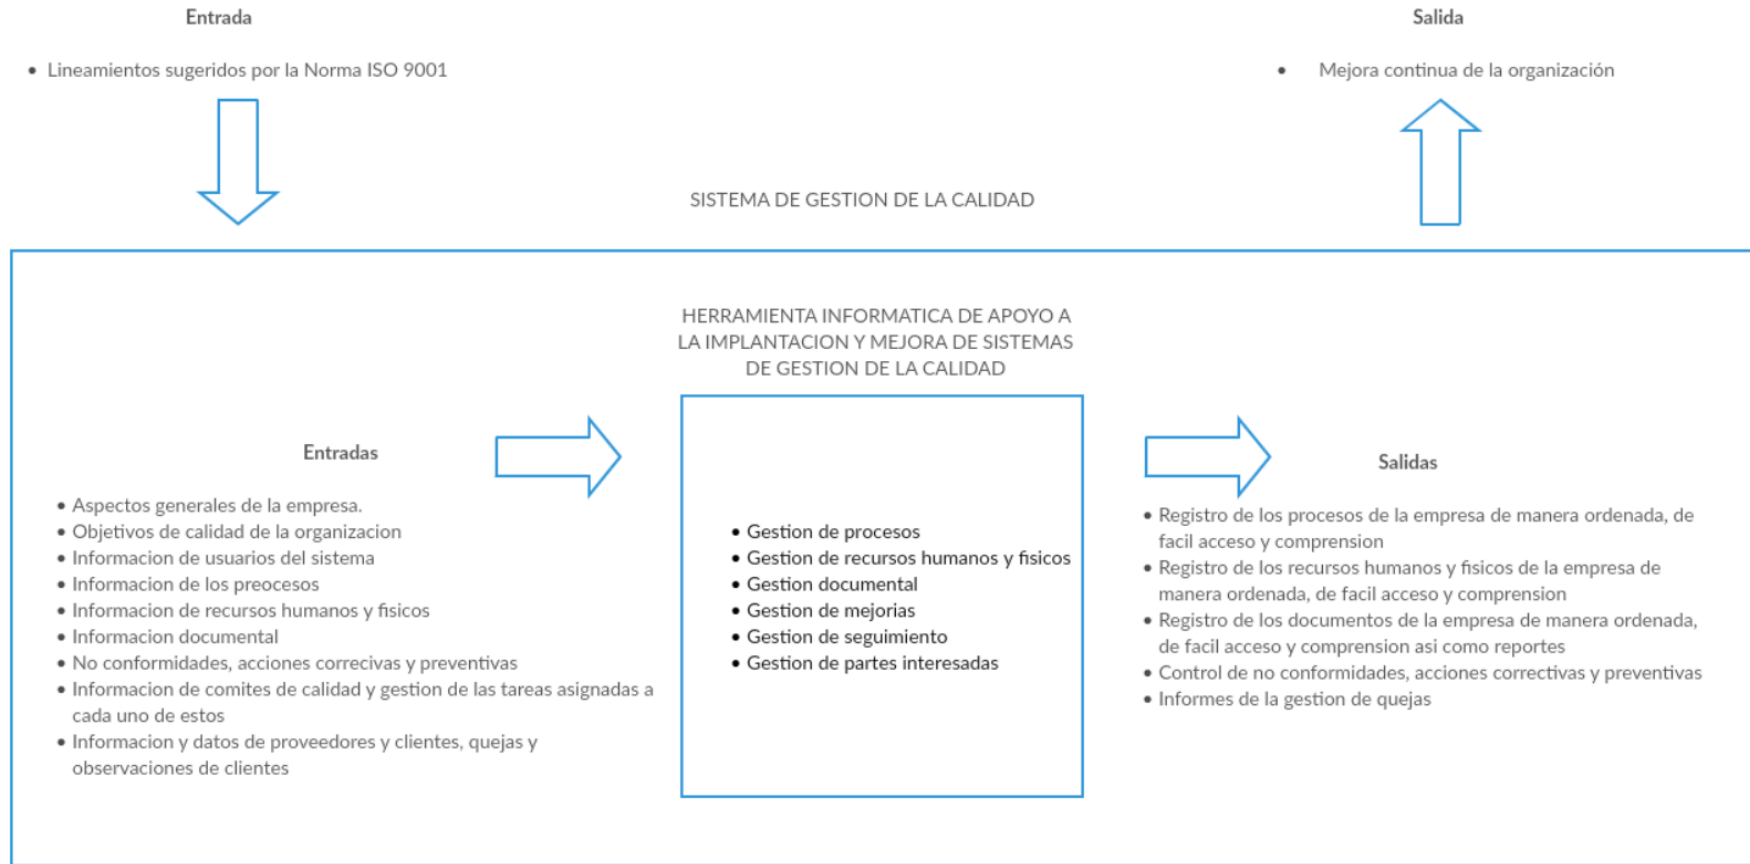 Entrada
Salida
• Lineamientos sugeridos por la Norma ISO 9001
• Mejora continua de la organización
SISTEMA DE GESTION DE LA CALIDAD
HERRAMIENTA INFORMATICA DE APOYO A
LA IMPLANTACION Y MEJORA DE SISTEMAS
DE GESTION DE LA CALIDAD
Entradas
• Aspectos generales de la empresa.
• Objetivos de calidad de la organizacion
• Informacion de usuarios del sistema
• Informacion de los preocesos
• Informacion de recursos humanos y fisicos
• Informacion documental
• No conformidades, acciones correcivas y preventivas
• Informacion de comites de calidad y gestion de las tareas asignadas a
cada uno de estos
• Informacion y datos de proveedores y clientes, quejas y
observaciones de clientes
• Gestion de procesos
• Gestion de recursos humanos y fisicos
• Gestion documental
• Gestion de mejorias
• Gestion de seguimiento
• Gestion de partes interesadas
Salidas
• Registro de los procesos de la empresa de manera ordenada, de
facil acceso y comprension
• Registro de los recursos humanos y fisicos de la empresa de
manera ordenada, de facil acceso y comprension
• Registro de los documentos de la empresa de manera ordenada,
de facil acceso y comprension asi como reportes
• Control de no conformidades, acciones correctivas y preventivas
• Informes de la gestion de quejas